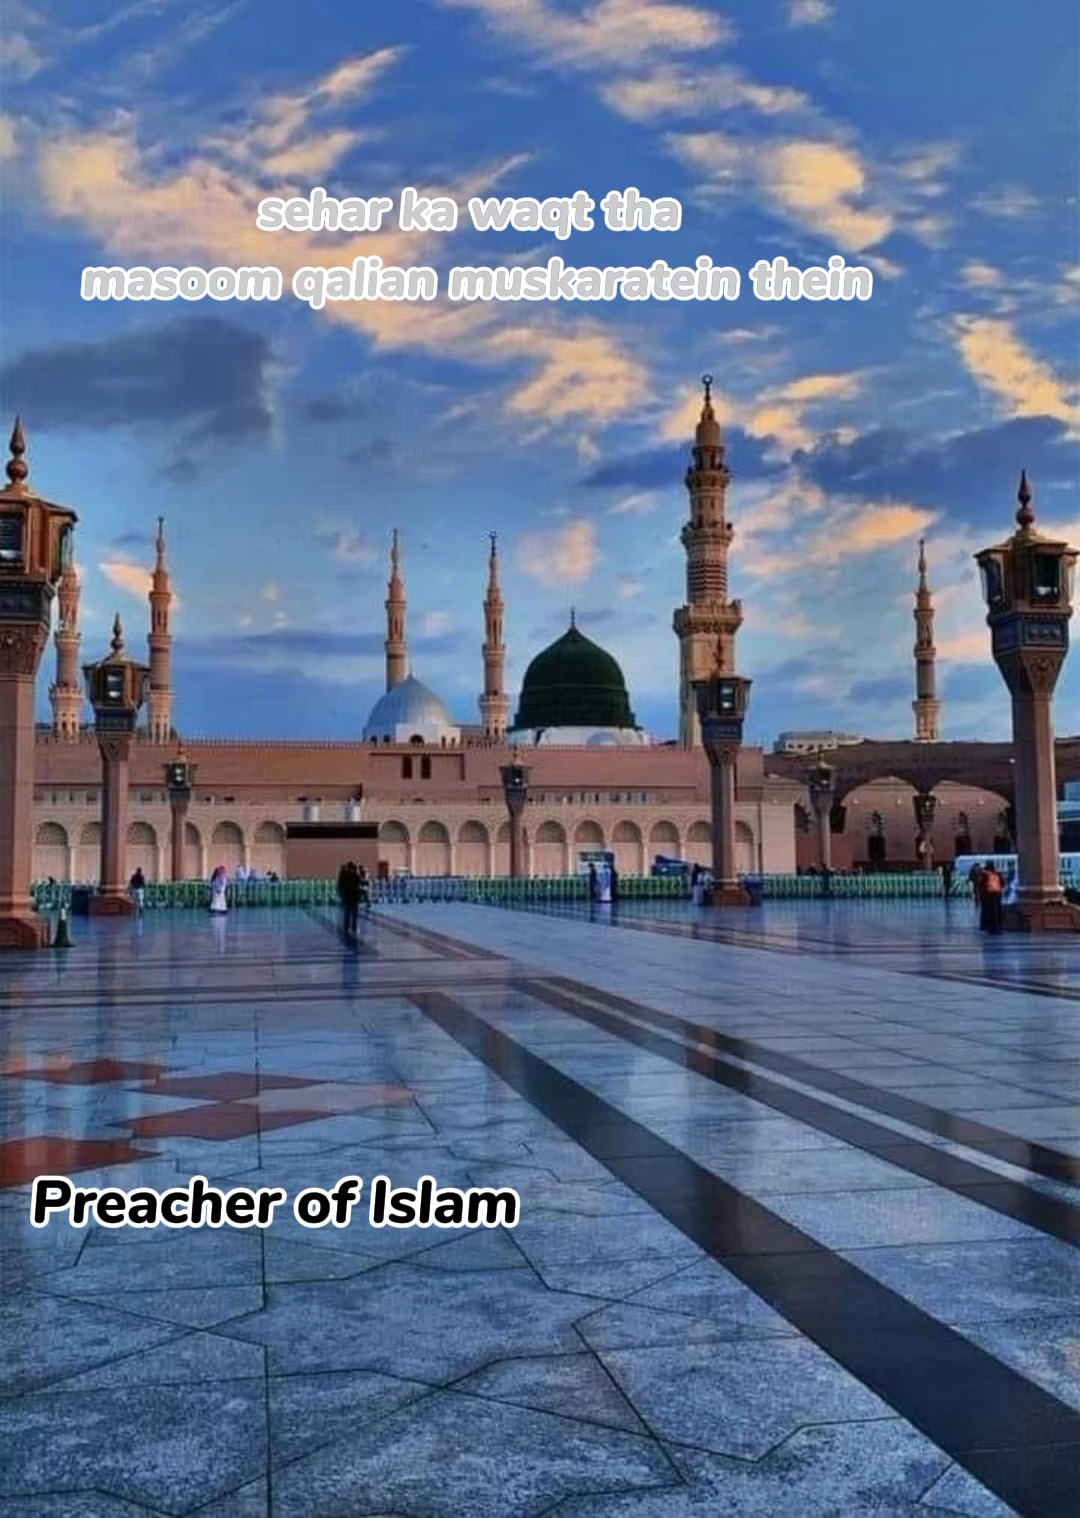 sehar ka waqt tha
masoom qalian muskaratein thein
Preacher of Islam